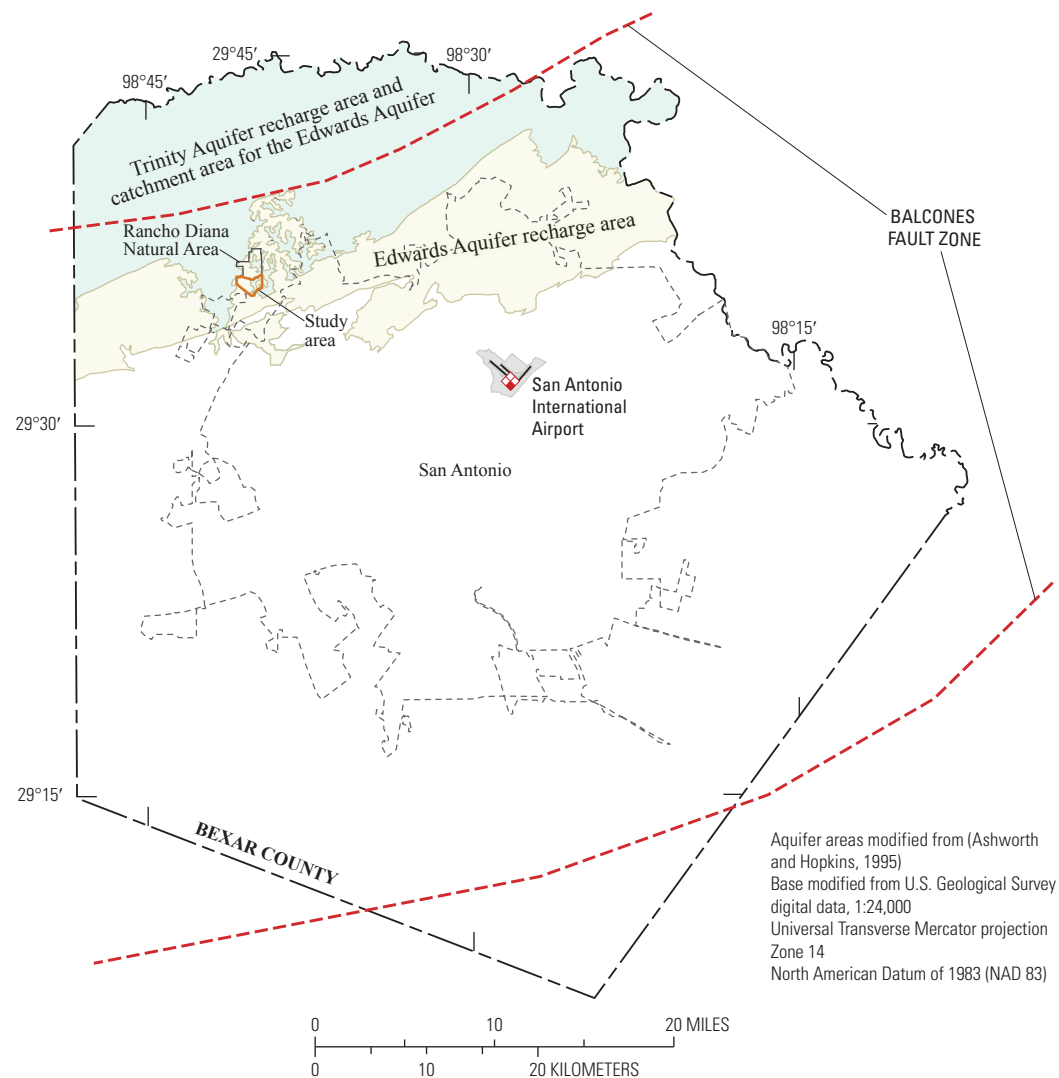 29°45′
98°45′
98°30′
Trinity Aquifer recharge area and
catchment area for the Edwards Aquifer
Rancho Diana
Natural Area
Edwards Aquifer recharge area
BALCONES
FAULT ZONE
Study
area
98°15′
San Antonio
International
Airport
29°30′
San Antonio
29°15′
BEXAR COUNTY
Aquifer areas modified from (Ashworth
and Hopkins, 1995)
Base modified from U.S. Geological Survey
digital data, 1:24,000
Universal Transverse Mercator projection
Zone 14
North American Datum of 1983 (NAD 83)
0 10 20 MILES
0 10 20 KILOMETERS